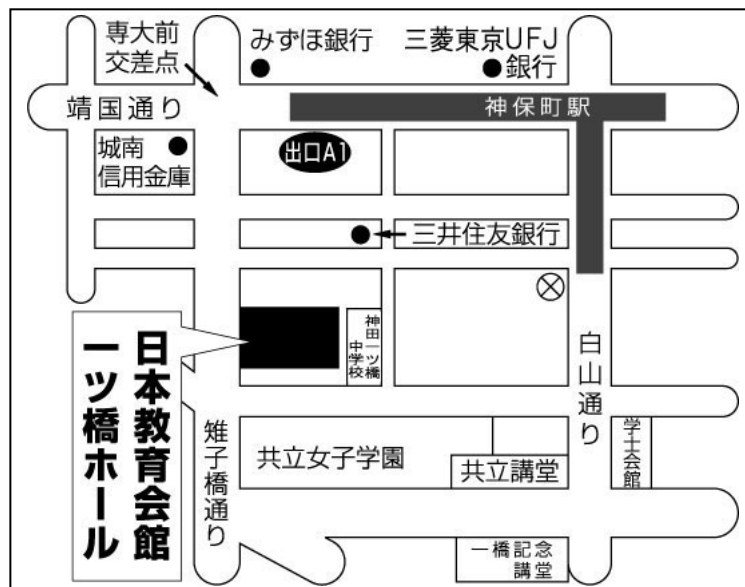 専大前
交差点
みずほ銀行
三菱東京UFJ
銀行
靖国通り
神保町駅
城南
信用金庫
出口A1
三井住友銀行
神田一ツ橋
中学校
日本教育会館
一ツ橋ホール
白山通り
雉子橋通り
共立女子学園
共立講堂
学士会館
一橋記念
講堂